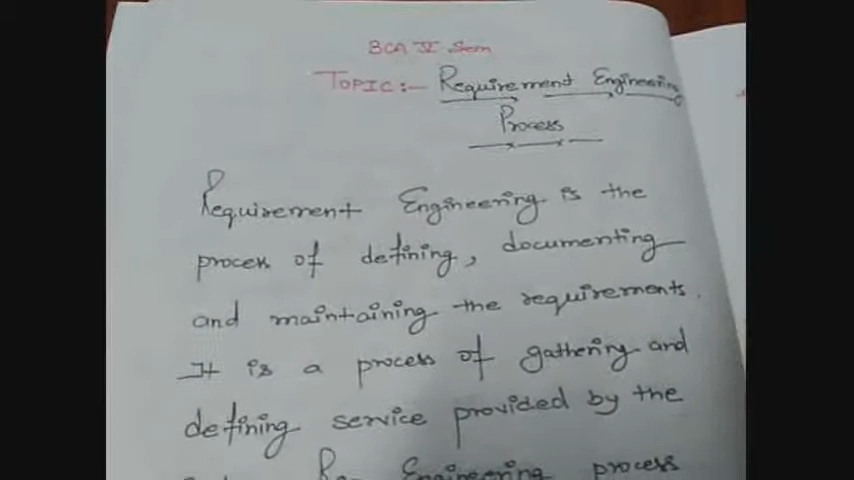 BCA IV Sem
TOPIC:- Requirement Engineering
Process
Requirement Engineering is the
process of defining, documenting
and maintaining the requirements.
It is a process of gathering and
defining service provided by the
Engineering process